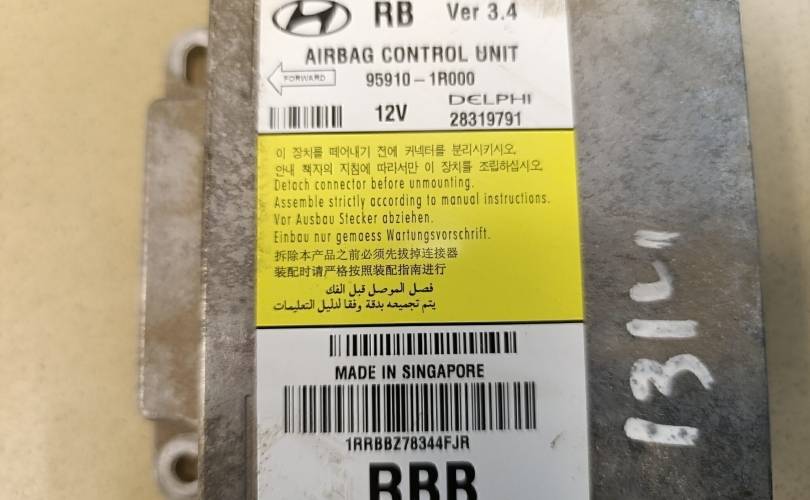 RB Ver 3.4
AIRBAG CONTROL UNIT
FORWARD 95910-1R000
12V DELPHI
28319791
이 장치를 떼어내기 전에 커넥터를 분리시키시오.
안내 책자의 지침에 따라서만 이 장치를 조립하십시오.
Detach connector before unmounting.
Assemble strictly according to manual instructions.
Vor Ausbau Stecker abziehen.
Einbau nur gemaess Wartungsvorschrift.
拆除本产品之前必须先拔掉连接器
装配时请严格按照装配指南进行
فصل الموصل قبل الفك
يتم تجميعه بدقة وفقا لدليل التعليمات
MADE IN SINGAPORE
1RRBBZ78344FJR
RBB
1314